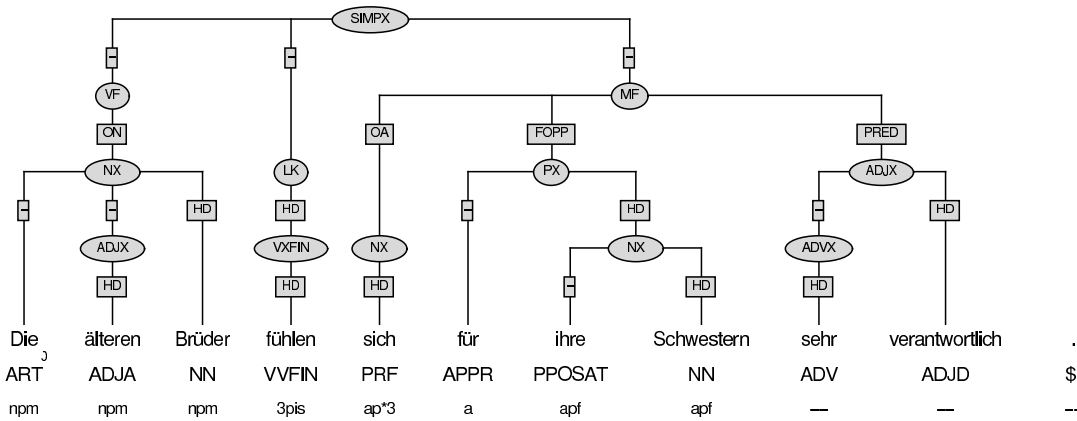 SIMPX
– – –
VF MF
ON OA FOPP PRED
NX LK PX ADJX
– – HD HD – HD – HD
ADJX VXFIN NX NX ADVX
HD HD HD – HD HD
Die älteren Brüder fühlen sich für ihre Schwestern sehr verantwortlich .
ART ADJA NN VVFIN PRF APPR PPOSAT NN ADV ADJD $
npm npm npm 3pis ap*3 a apf apf –– –– ––